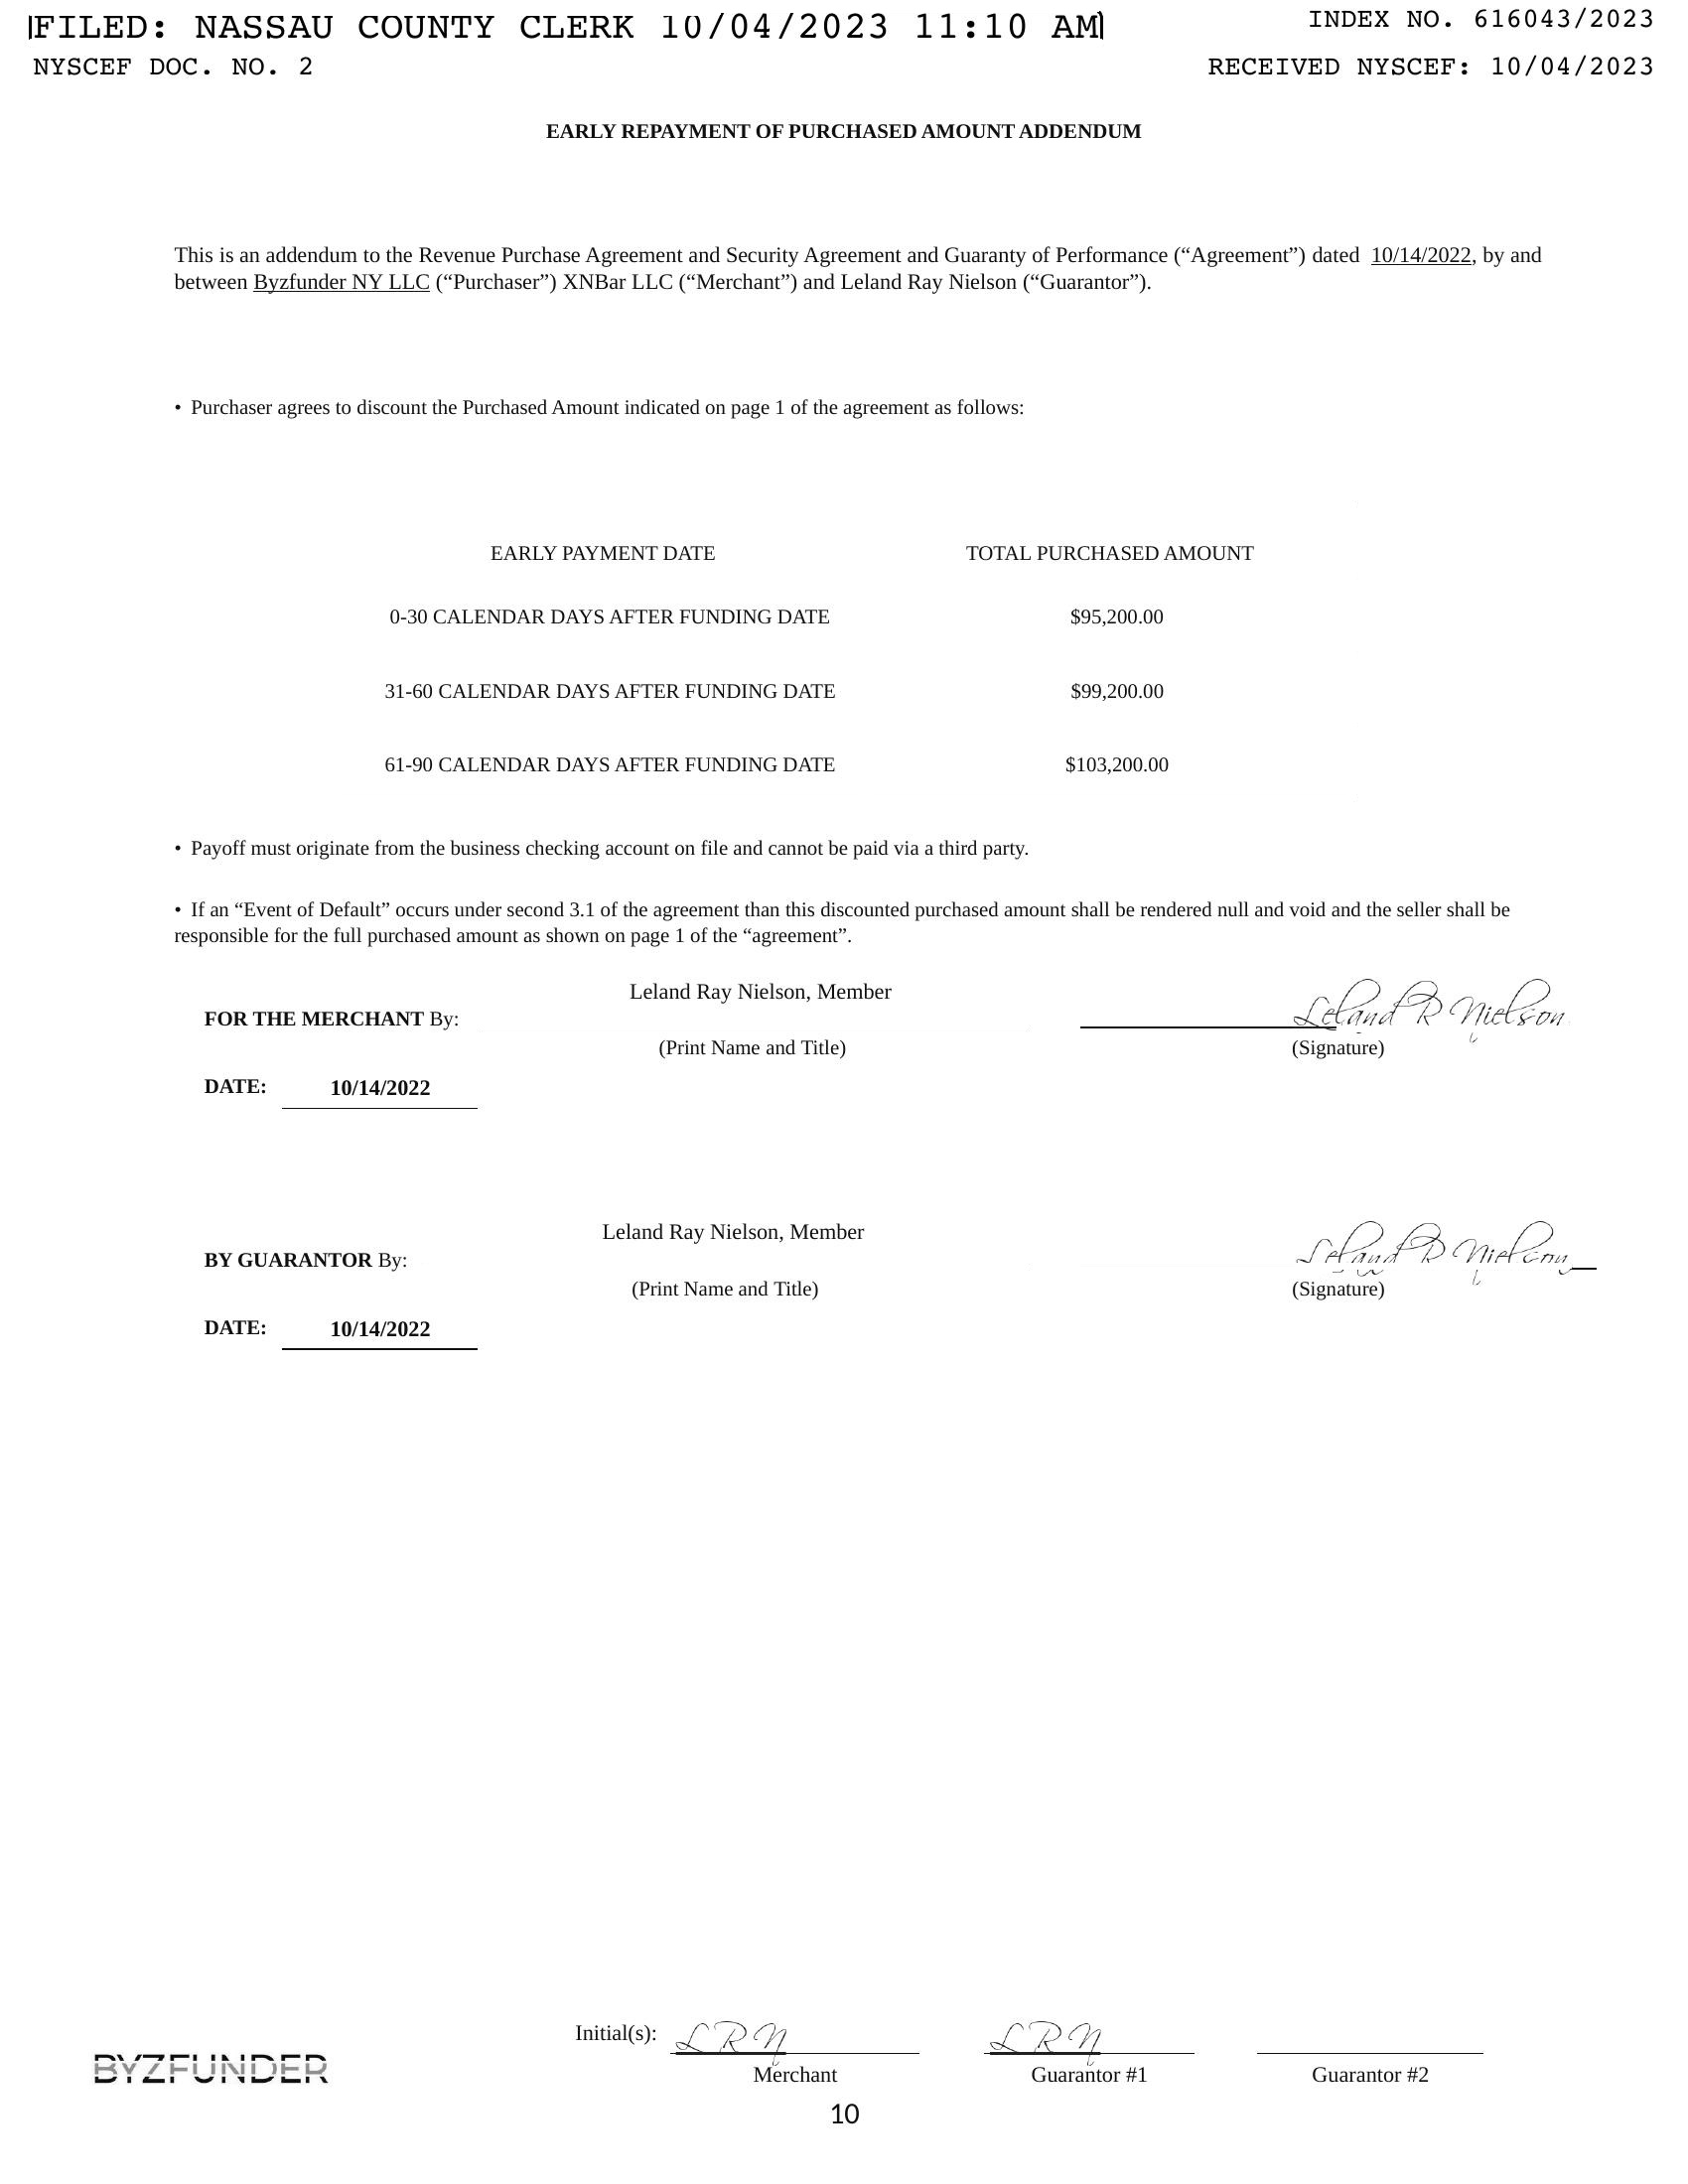 FILED: NASSAU COUNTY CLERK 10/04/2023 11:10 AM
INDEX NO. 616043/2023
NYSCEF DOC. NO. 2
RECEIVED NYSCEF: 10/04/2023
EARLY REPAYMENT OF PURCHASED AMOUNT ADDENDUM
This is an addendum to the Revenue Purchase Agreement and Security Agreement and Guaranty of Performance (“Agreement”) dated 10/14/2022, by and
between Byzfunder NY LLC (“Purchaser”) XNBar LLC (“Merchant”) and Leland Ray Nielson (“Guarantor”).
• Purchaser agrees to discount the Purchased Amount indicated on page 1 of the agreement as follows:
EARLY PAYMENT DATE TOTAL PURCHASED AMOUNT
0-30 CALENDAR DAYS AFTER FUNDING DATE $95,200.00
31-60 CALENDAR DAYS AFTER FUNDING DATE $99,200.00
61-90 CALENDAR DAYS AFTER FUNDING DATE $103,200.00
• Payoff must originate from the business checking account on file and cannot be paid via a third party.
• If an “Event of Default” occurs under second 3.1 of the agreement than this discounted purchased amount shall be rendered null and void and the seller shall be
responsible for the full purchased amount as shown on page 1 of the “agreement”.
Leland Ray Nielson, Member
FOR THE MERCHANT By: Leland R Nielson
(Print Name and Title) (Signature)
DATE: 10/14/2022
Leland Ray Nielson, Member
BY GUARANTOR By: Leland R Nielson
(Print Name and Title) (Signature)
DATE: 10/14/2022
Initial(s): LRN LRN
BYZFUNDER
Merchant Guarantor #1 Guarantor #2
10